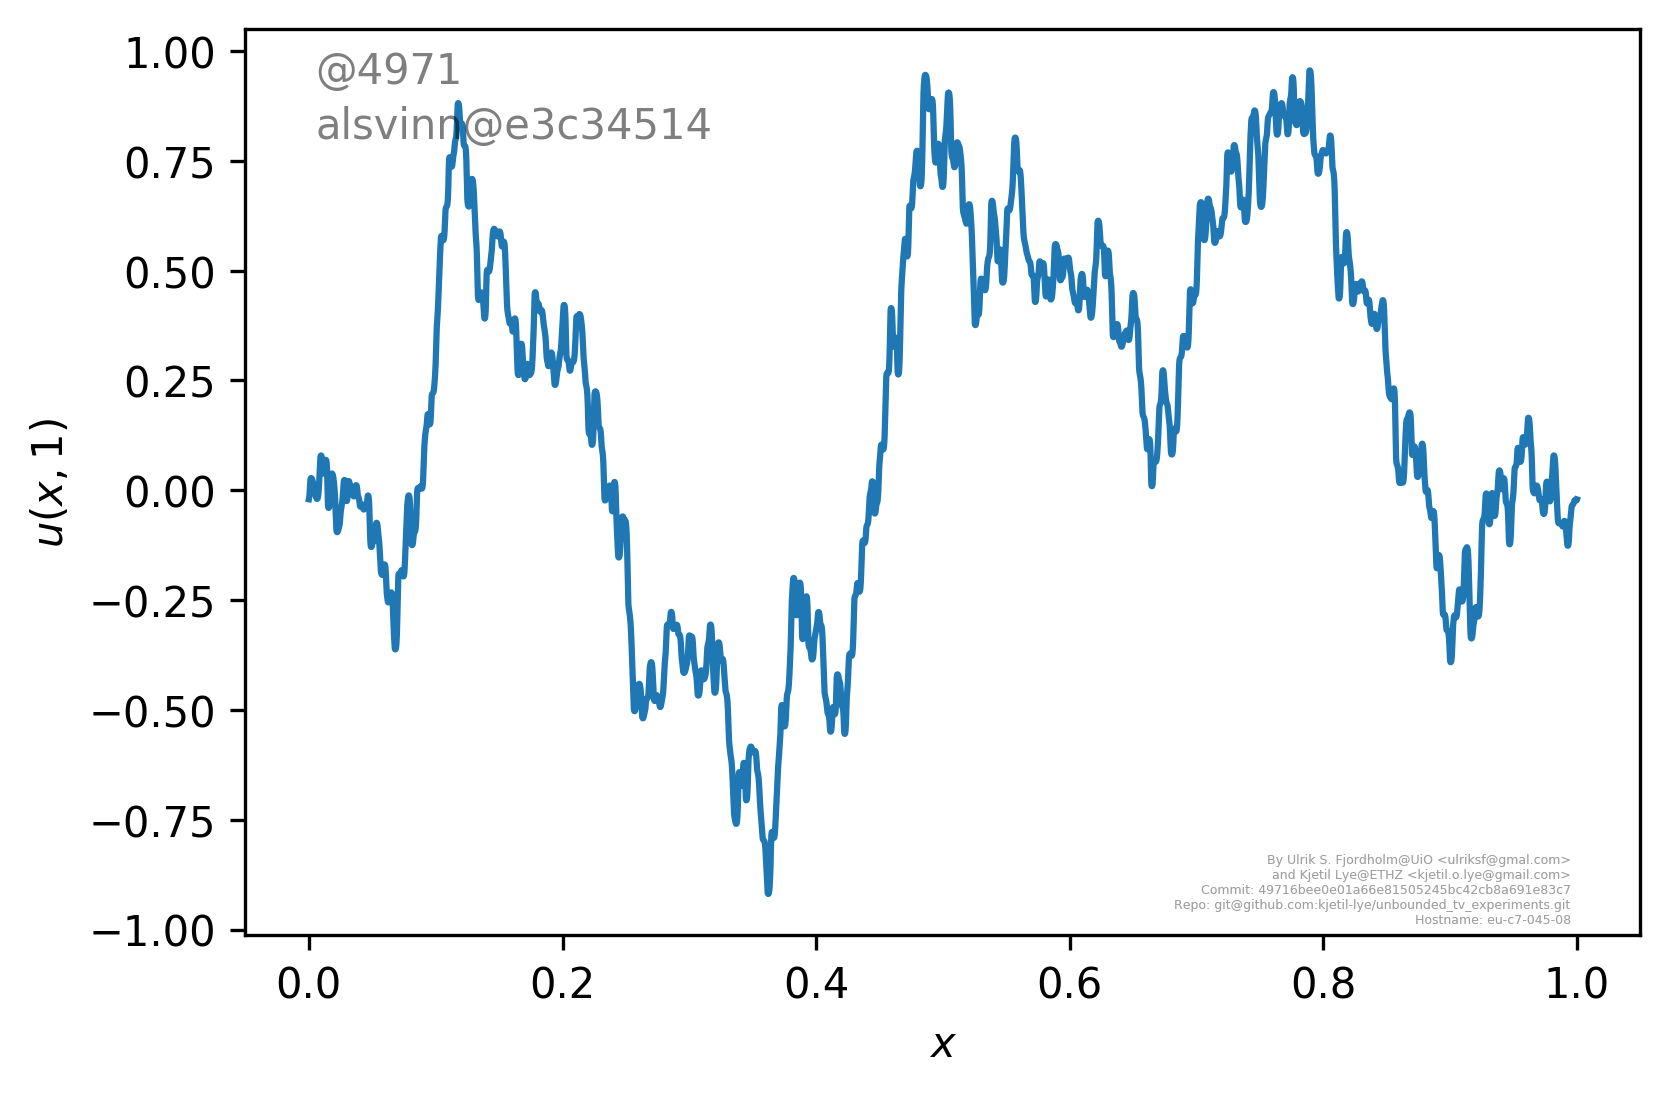 1.00
0.75
0.50
0.25
0.00
−0.25
−0.50
−0.75
−1.00
u(x, 1)
@4971
alsvinn@e3c34514
By Ulrik S. Fjordholm@UiO <ulriksf@gmal.com>
and Kjetil Lye@ETHZ <kjetil.o.lye@gmail.com>
Commit: 49716bee0e01a66e81505245bc42cb8a691e83c7
Repo: git@github.com:kjetil-lye/unbounded_tv_experiments.git
Hostname: eu-c7-045-08
0.0 0.2 0.4 0.6 0.8 1.0
x